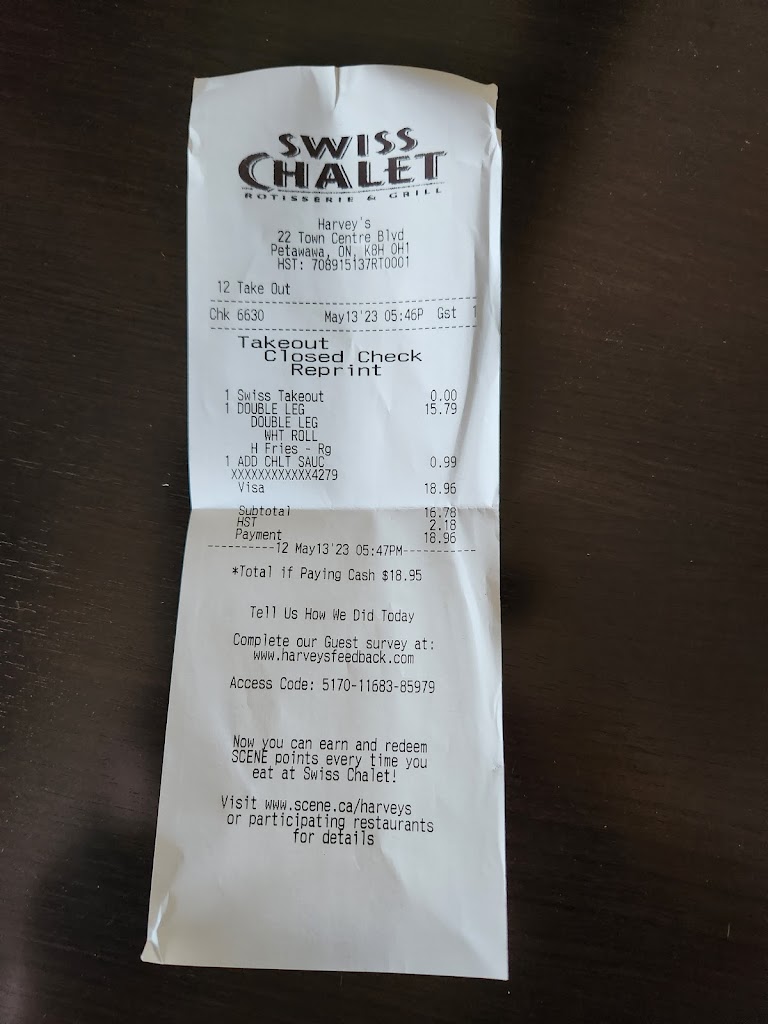 SWISS
CHALET
ROTISSERIE & GRILL
Harvey's
22 Town Centre Blvd
Petawawa, ON, K8H 0H1
HST: 708915137RT0001
12 Take Out
Chk 6630 May13'23 05:46P Gst 1
Takeout
Closed Check
Reprint
1 Swiss Takeout 0.00
1 DOUBLE LEG 15.79
DOUBLE LEG
WHT ROLL
H Fries - Rg
1 ADD CHLT SAUC 0.99
XXXXXXXXXXXX4279
Visa 18.96
Subtotal 16.78
HST 2.18
Payment 18.96
----------12 May13'23 05:47PM-----------
*Total if Paying Cash $18.95
Tell Us How We Did Today
Complete our Guest survey at:
www.harveysfeedback.com
Access Code: 5170-11683-85979
Now you can earn and redeem
SCENE points every time you
eat at Swiss Chalet!
Visit www.scene.ca/harveys
or participating restaurants
for details